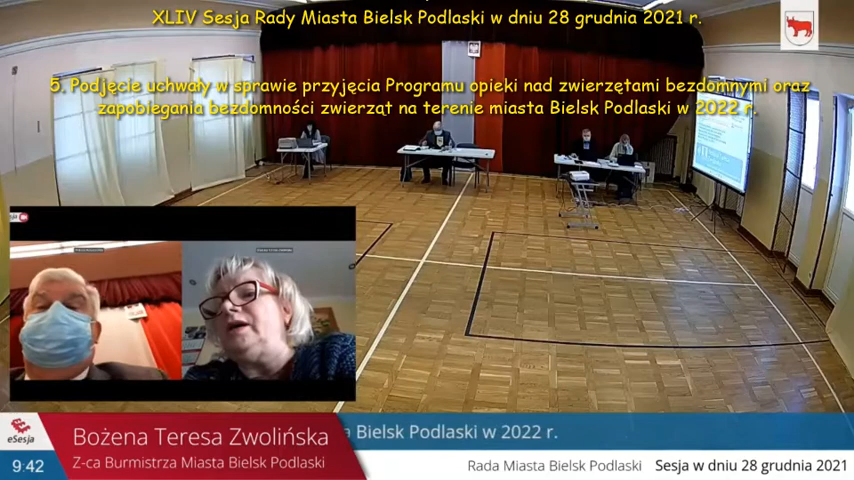 XLIV Sesja Rady Miasta Bielsk Podlaski w dniu 28 grudnia 2021 r.
5. Podjęcie uchwały w sprawie przyjęcia Programu opieki nad zwierzętami bezdomnymi oraz
zapobiegania bezdomności zwierząt na terenie miasta Bielsk Podlaski w 2022 r.
eSesja
Bożena Teresa Zwolińska
a Bielsk Podlaski w 2022 r.
9:42
Z-ca Burmistrza Miasta Bielsk Podlaski
Rada Miasta Bielsk Podlaski
Sesja w dniu 28 grudnia 2021